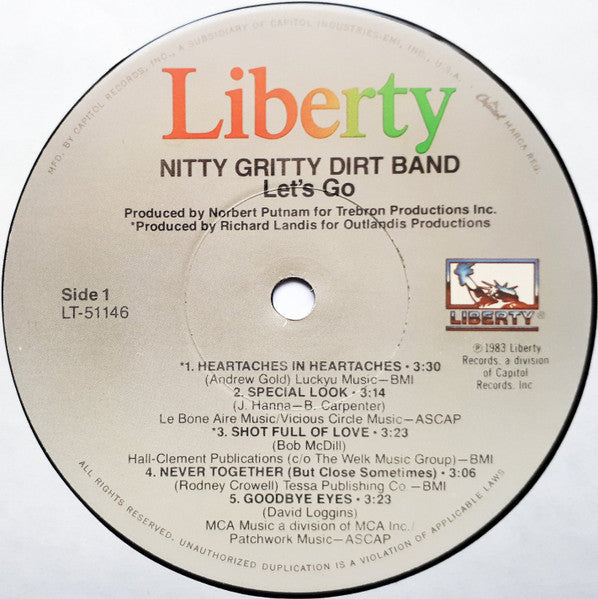 MFD. BY CAPITOL RECORDS, INC., A SUBSIDIARY OF CAPITOL INDUSTRIES-EMI, INC., U.S.A. • Capitol MARCA REG.
Liberty
NITTY GRITTY DIRT BAND
Let's Go
Produced by Norbert Putnam for Trebron Productions Inc.
*Produced by Richard Landis for Outlandis Productions
Side 1
LT-51146
LIBERTY®
℗ 1983 Liberty
Records, a division
of Capitol
Records, Inc
*1. HEARTACHES IN HEARTACHES • 3:30
(Andrew Gold) Luckyu Music—BMI
2. SPECIAL LOOK • 3:14
(J. Hanna—B. Carpenter)
Le Bone Aire Music/Vicious Circle Music—ASCAP
*3. SHOT FULL OF LOVE • 3:23
(Bob McDill)
Hall-Clement Publications (c/o The Welk Music Group)—BMI
4. NEVER TOGETHER (But Close Sometimes) • 3:06
(Rodney Crowell) Tessa Publishing Co —BMI
5. GOODBYE EYES • 3:23
(David Loggins)
MCA Music a division of MCA Inc./
Patchwork Music—ASCAP
ALL RIGHTS RESERVED. UNAUTHORIZED DUPLICATION IS A VIOLATION OF APPLICABLE LAWS